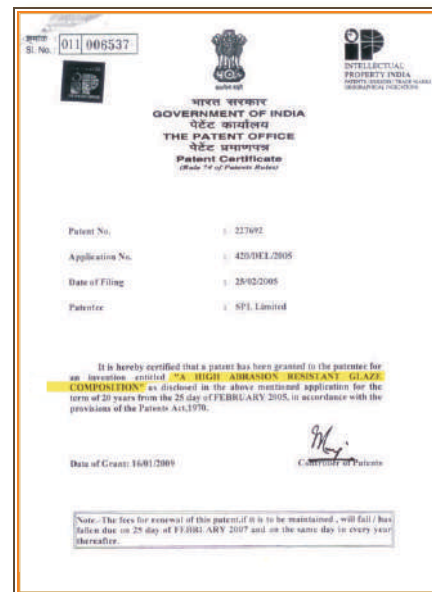 क्रमांक
Sl. No. 011 006537
INTELLECTUAL
PROPERTY INDIA
भारत सरकार
GOVERNMENT OF INDIA
पेटेंट कार्यालय
THE PATENT OFFICE
पेटेंट प्रमाणपत्र
Patent Certificate
(Rule 74 of Patents Rules)
Patent No. : 227692
Application No. : 420/DEL/2005
Date of Filing : 25/02/2005
Patentee : SPL Limited
It is hereby certified that a patent has been granted to the patentee for
an invention entitled "A HIGH ABRASION RESISTANT GLAZE
COMPOSITION" as disclosed in the above mentioned application for the
term of 20 years from the 25 day of FEBRUARY 2005, in accordance with the
provisions of the Patents Act,1970.
Date of Grant: 16/01/2009
Controller of Patents
Note.-The fees for renewal of this patent,if it is to be maintained , will fall / has
fallen due on 25 day of FEBRUARY 2007 and on the same day in every year
thereafter.